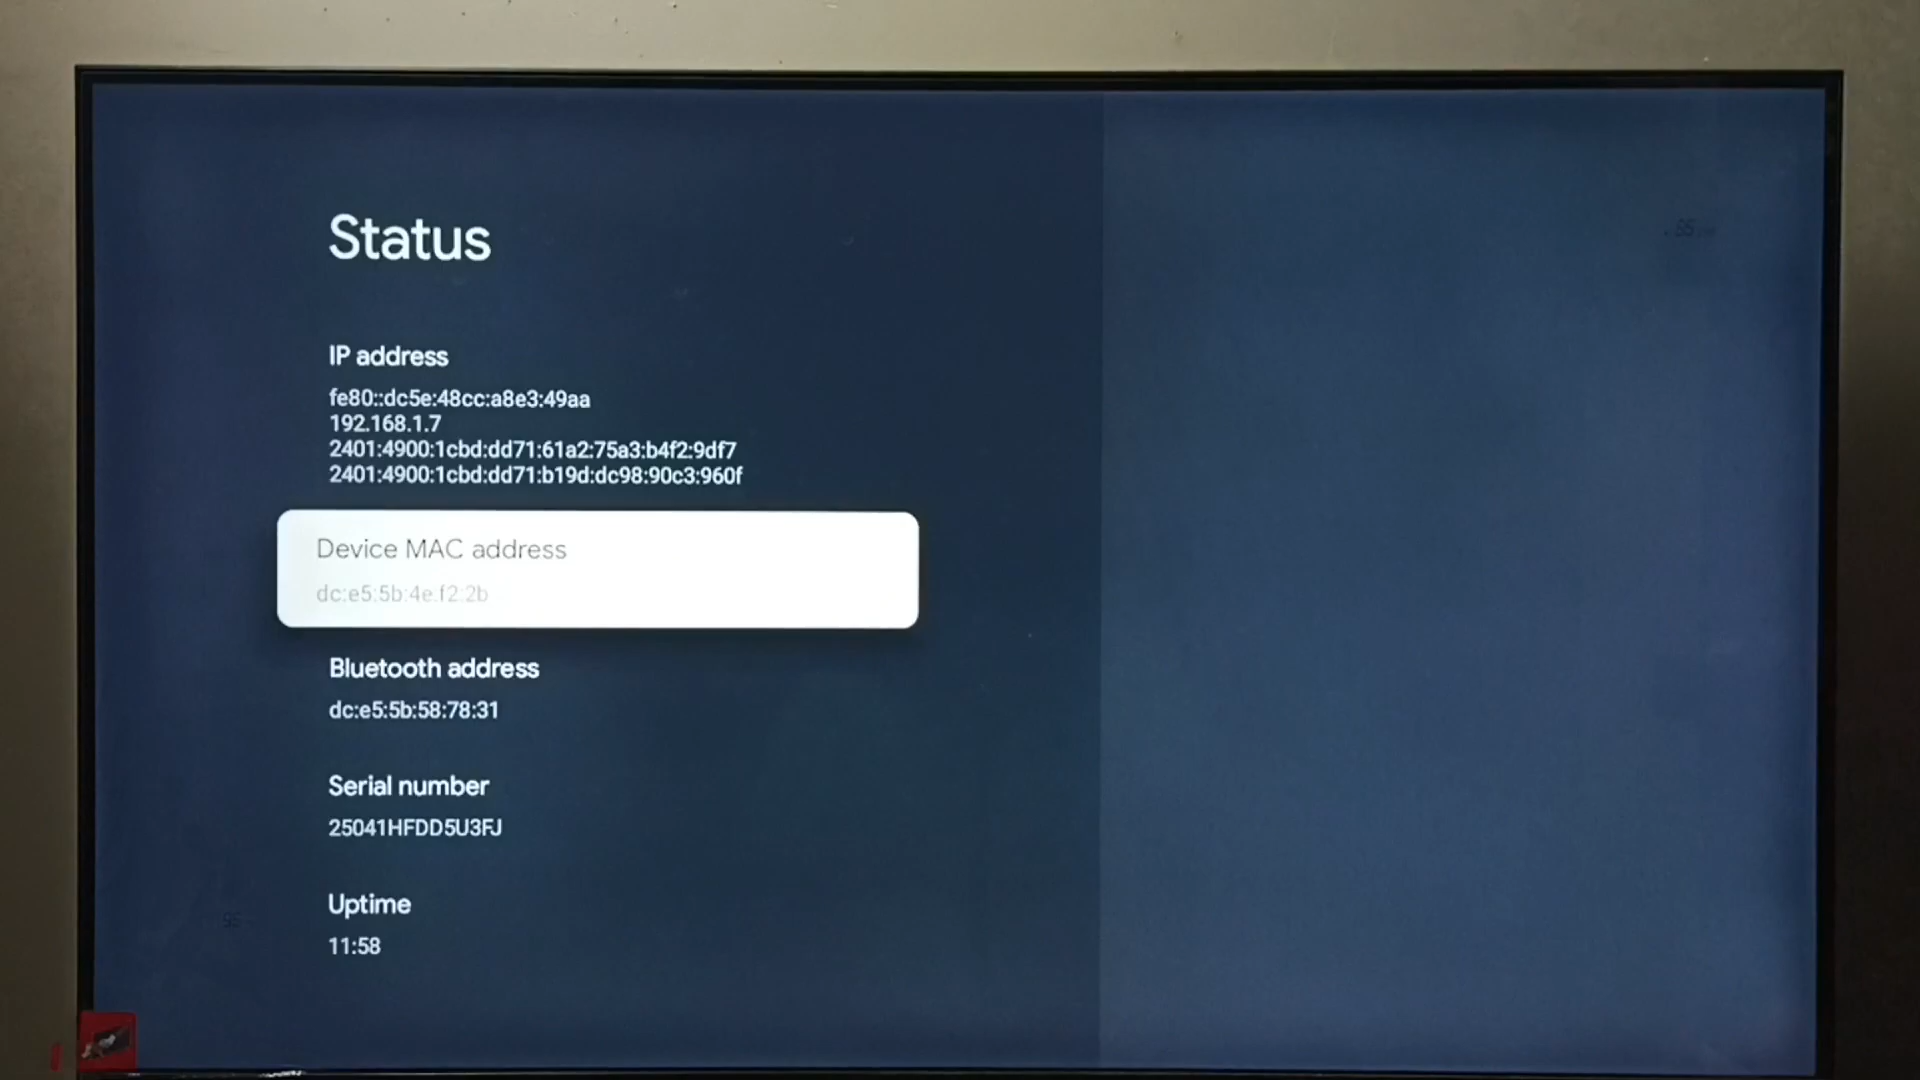 Status
IP address
fe80::dc5e:48cc:a8e3:49aa
192.168.1.7
2401:4900:1cbd:dd71:61a2:75a3:b4f2:9df7
2401:4900:1cbd:dd71:b19d:dc98:90c3:960f
Device MAC address
dc:e5:5b:4e:f2:2b
Bluetooth address
dc:e5:5b:58:78:31
Serial number
25041HFDD5U3FJ
Uptime
11:58